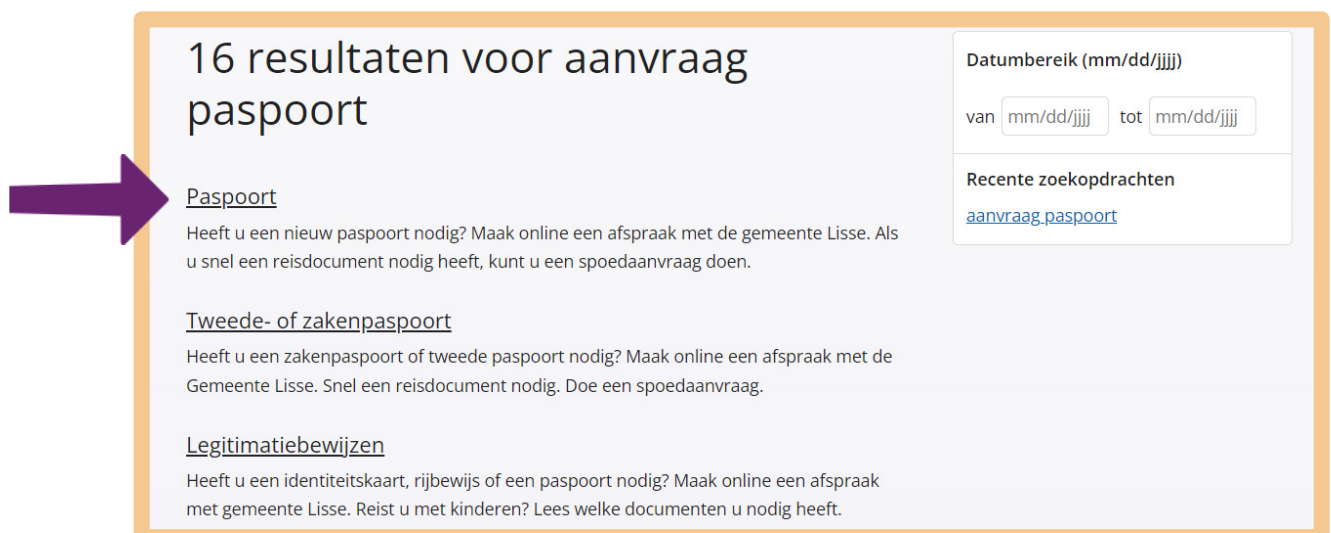 16 resultaten voor aanvraag
paspoort
Paspoort
Heeft u een nieuw paspoort nodig? Maak online een afspraak met de gemeente Lisse. Als
u snel een reisdocument nodig heeft, kunt u een spoedaanvraag doen.
Tweede- of zakenpaspoort
Heeft u een zakenpaspoort of tweede paspoort nodig? Maak online een afspraak met de
Gemeente Lisse. Snel een reisdocument nodig. Doe een spoedaanvraag.
Legitimatiebewijzen
Heeft u een identiteitskaart, rijbewijs of een paspoort nodig? Maak online een afspraak
met gemeente Lisse. Reist u met kinderen? Lees welke documenten u nodig heeft.
Datumbereik (mm/dd/jjjj)
van mm/dd/jjjj tot mm/dd/jjjj
Recente zoekopdrachten
aanvraag paspoort